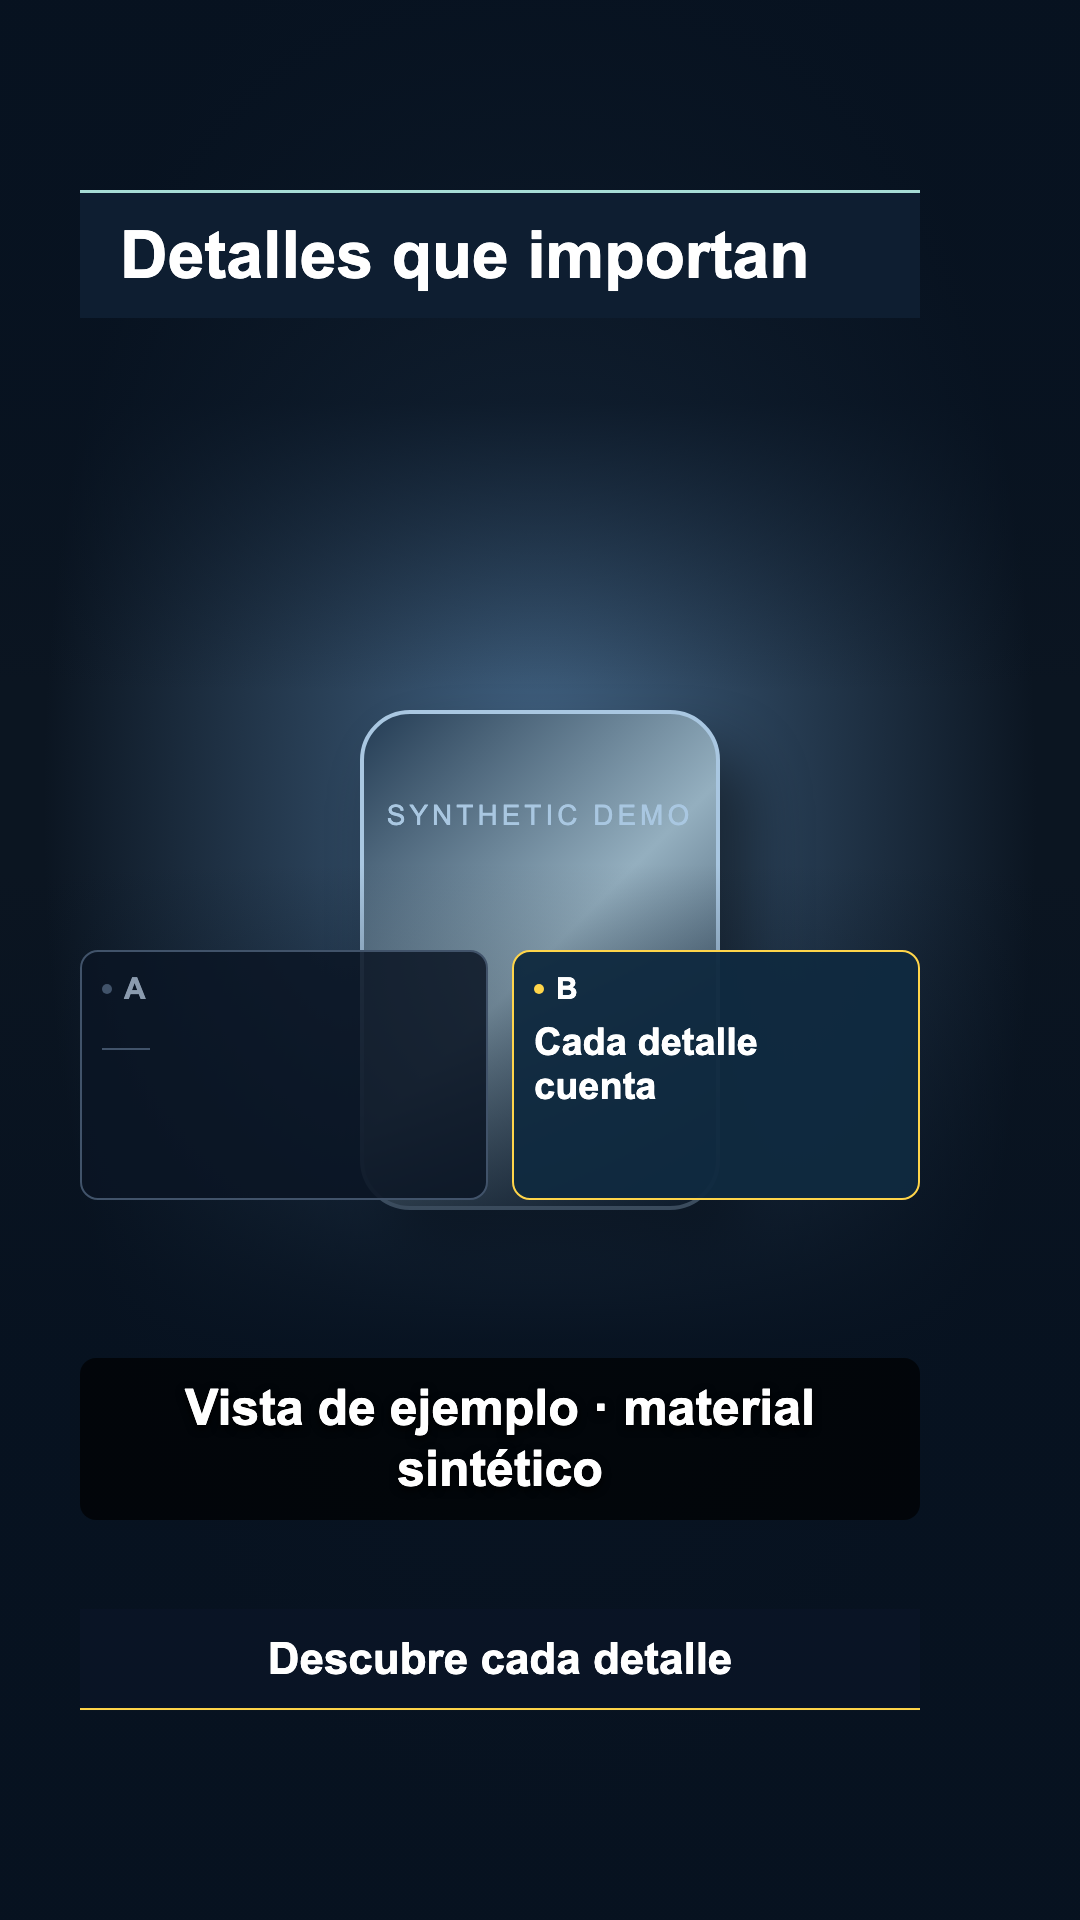 Detalles que importan
SYNTHETIC DEMO
A
B
Cada detalle
cuenta
Vista de ejemplo · material
sintético
Descubre cada detalle